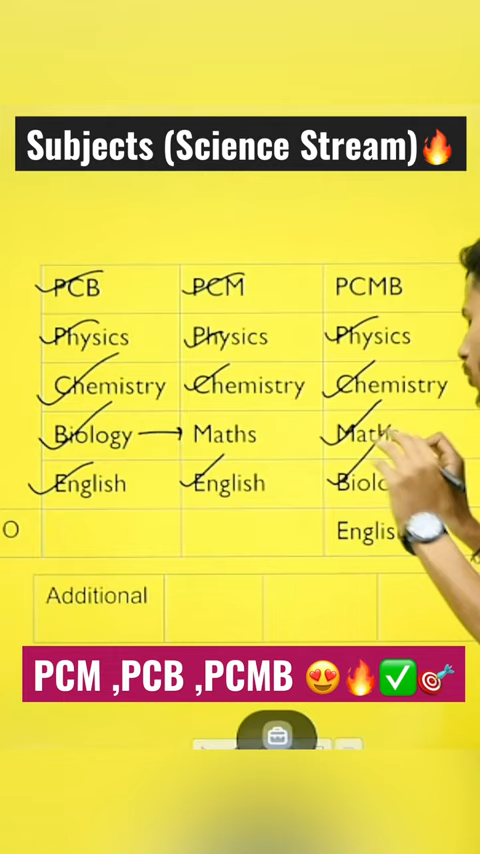 Subjects (Science Stream)🔥
PCB PCM PCMB
Physics Physics Physics
Chemistry Chemistry Chemistry
Biology Maths Maths
English English
O
Additional
PCM ,PCB ,PCMB 😍🔥✅🎯